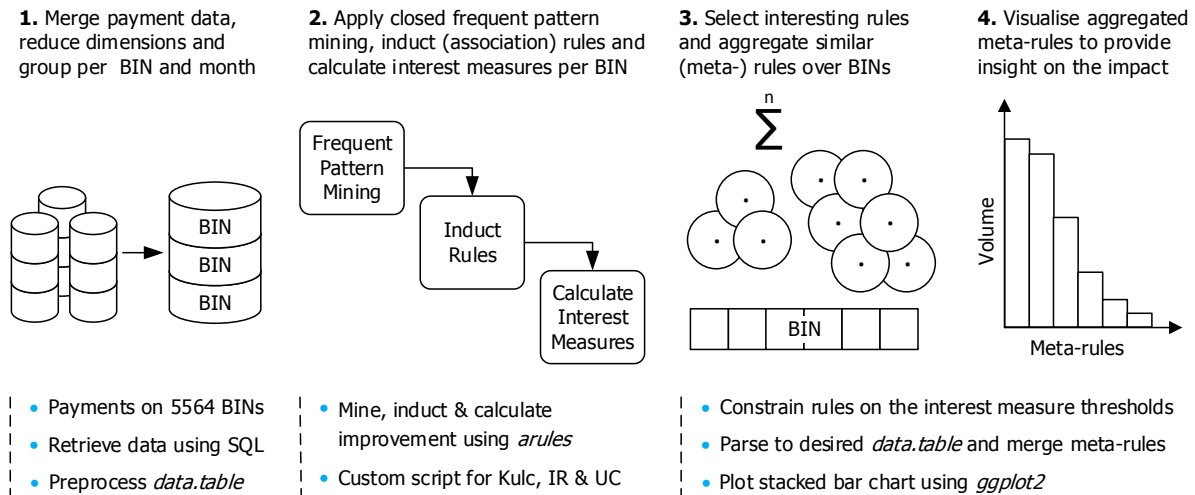 1. Merge payment data,
reduce dimensions and
group per BIN and month
BIN
BIN
BIN
• Payments on 5564 BINs
• Retrieve data using SQL
• Preprocess data.table
2. Apply closed frequent pattern
mining, induct (association) rules and
calculate interest measures per BIN
Frequent
Pattern
Mining
Induct
Rules
Calculate
Interest
Measures
• Mine, induct & calculate
improvement using arules
• Custom script for Kulc, IR & UC
3. Select interesting rules
and aggregate similar
(meta-) rules over BINs
n
∑
BIN
4. Visualise aggregated
meta-rules to provide
insight on the impact
Volume
Meta-rules
• Constrain rules on the interest measure thresholds
• Parse to desired data.table and merge meta-rules
• Plot stacked bar chart using ggplot2